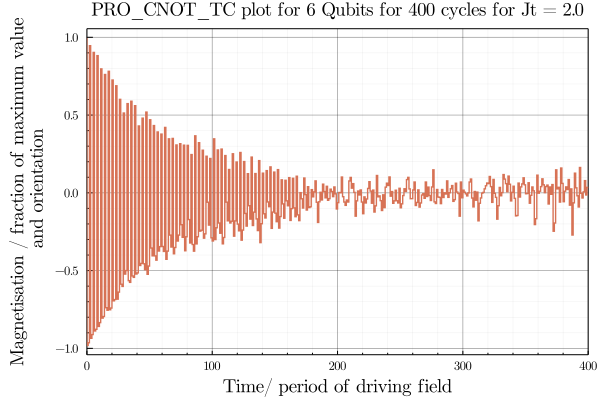 PRO_CNOT_TC plot for 6 Qubits for 400 cycles for Jt = 2.0
Magnetisation / fraction of maximum value
and orientation
1.0
0.5
0.0
−0.5
−1.0
0
100
200
300
400
Time/ period of driving field